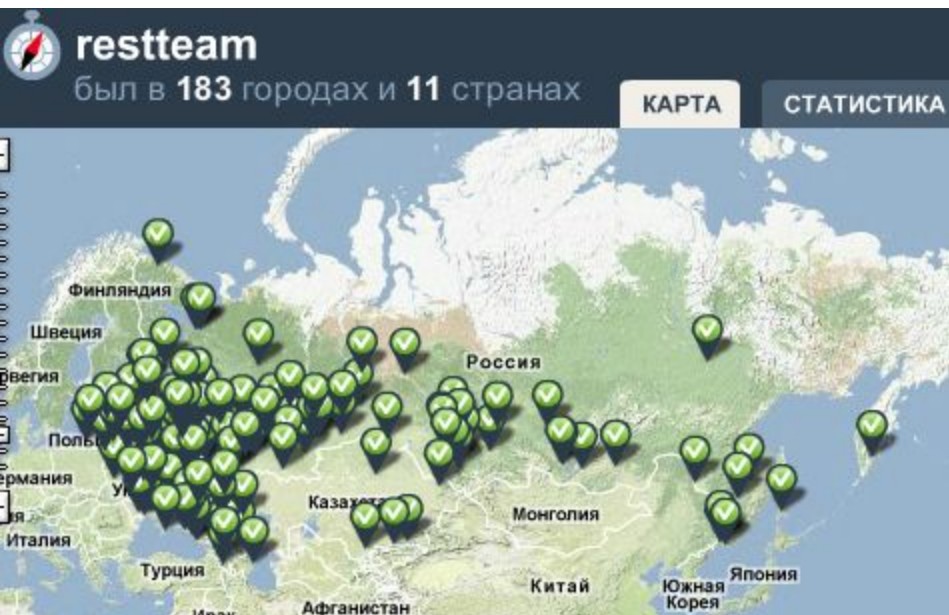 restteam
был в 183 городах и 11 странах
КАРТА
СТАТИСТИКА
Финляндия
Швеция
Россия
Монголия
Италия
Турция
Китай
Япония
Южная
Корея
Афганистан